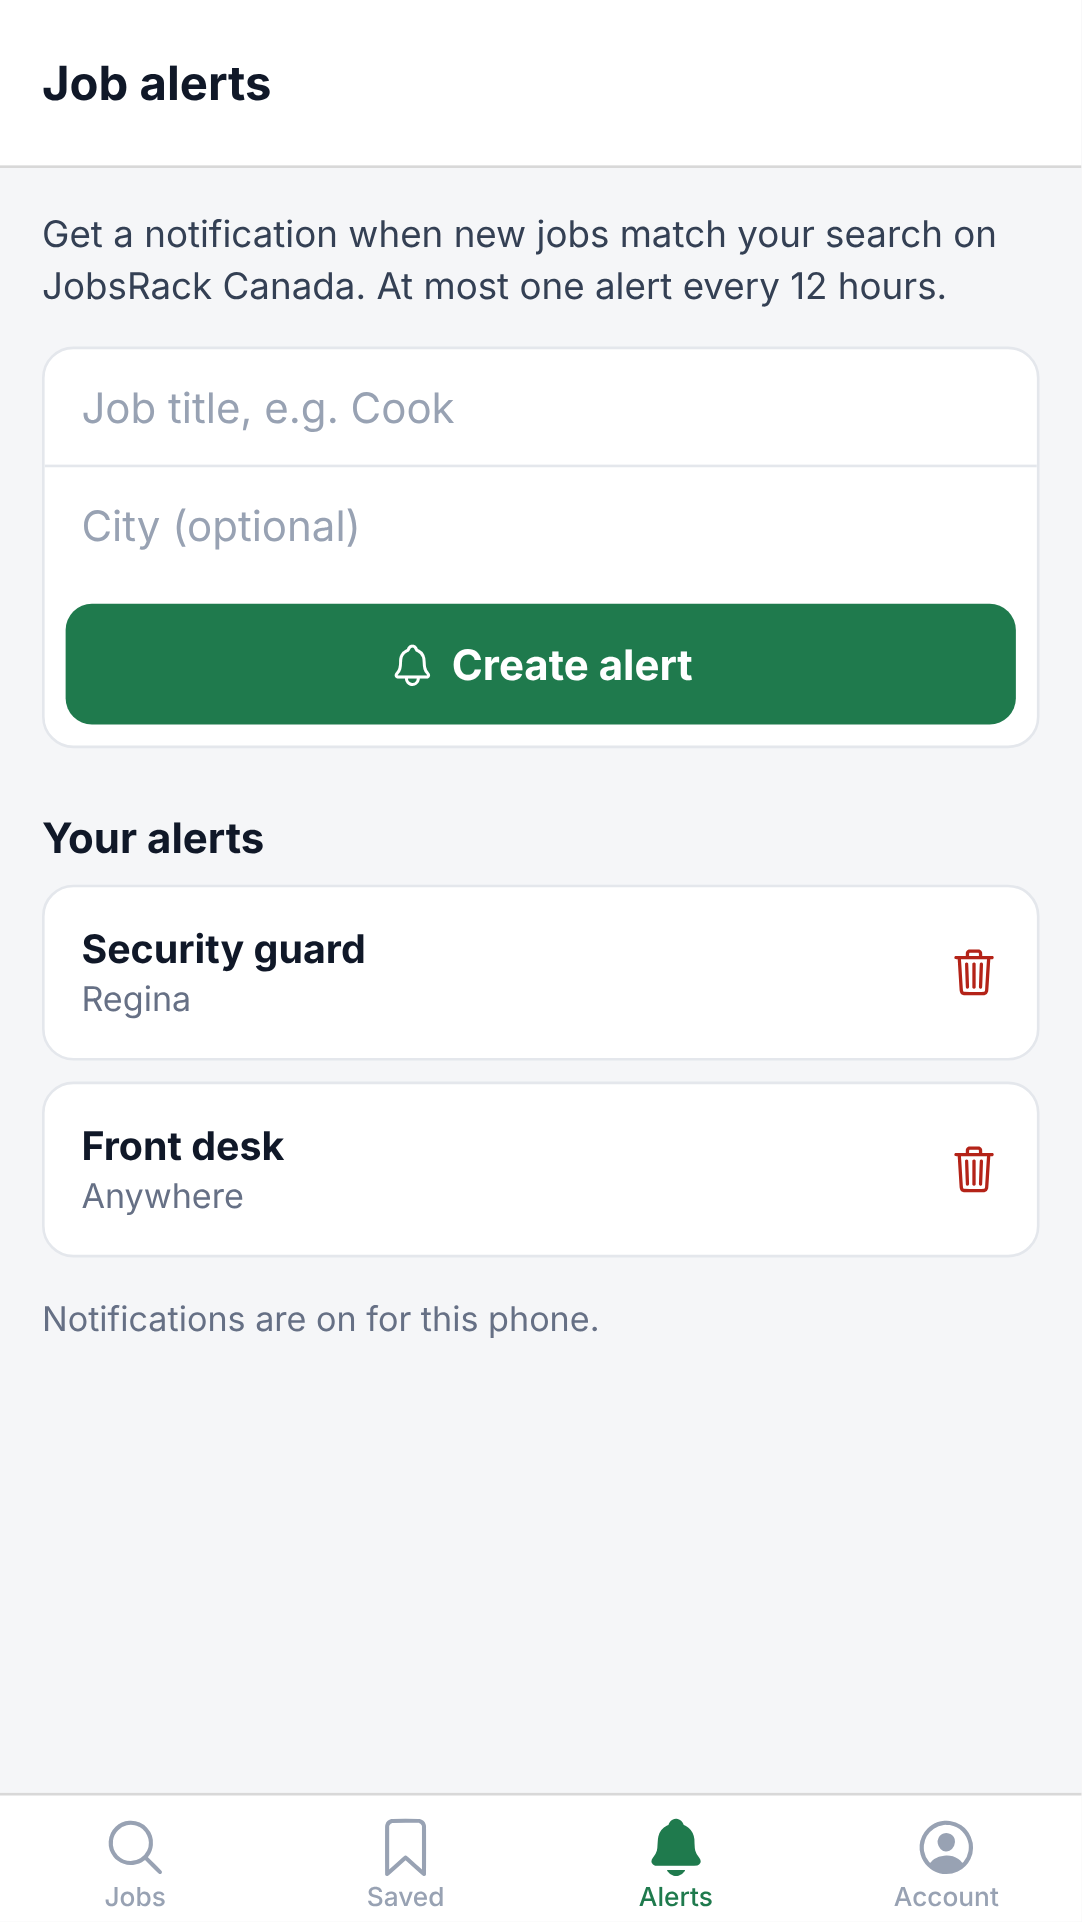 Job alerts
Get a notification when new jobs match your search on
JobsRack Canada. At most one alert every 12 hours.
Job title, e.g. Cook
City (optional)
Create alert
Your alerts
Security guard
Regina
Front desk
Anywhere
Notifications are on for this phone.
Jobs
Saved
Alerts
Account